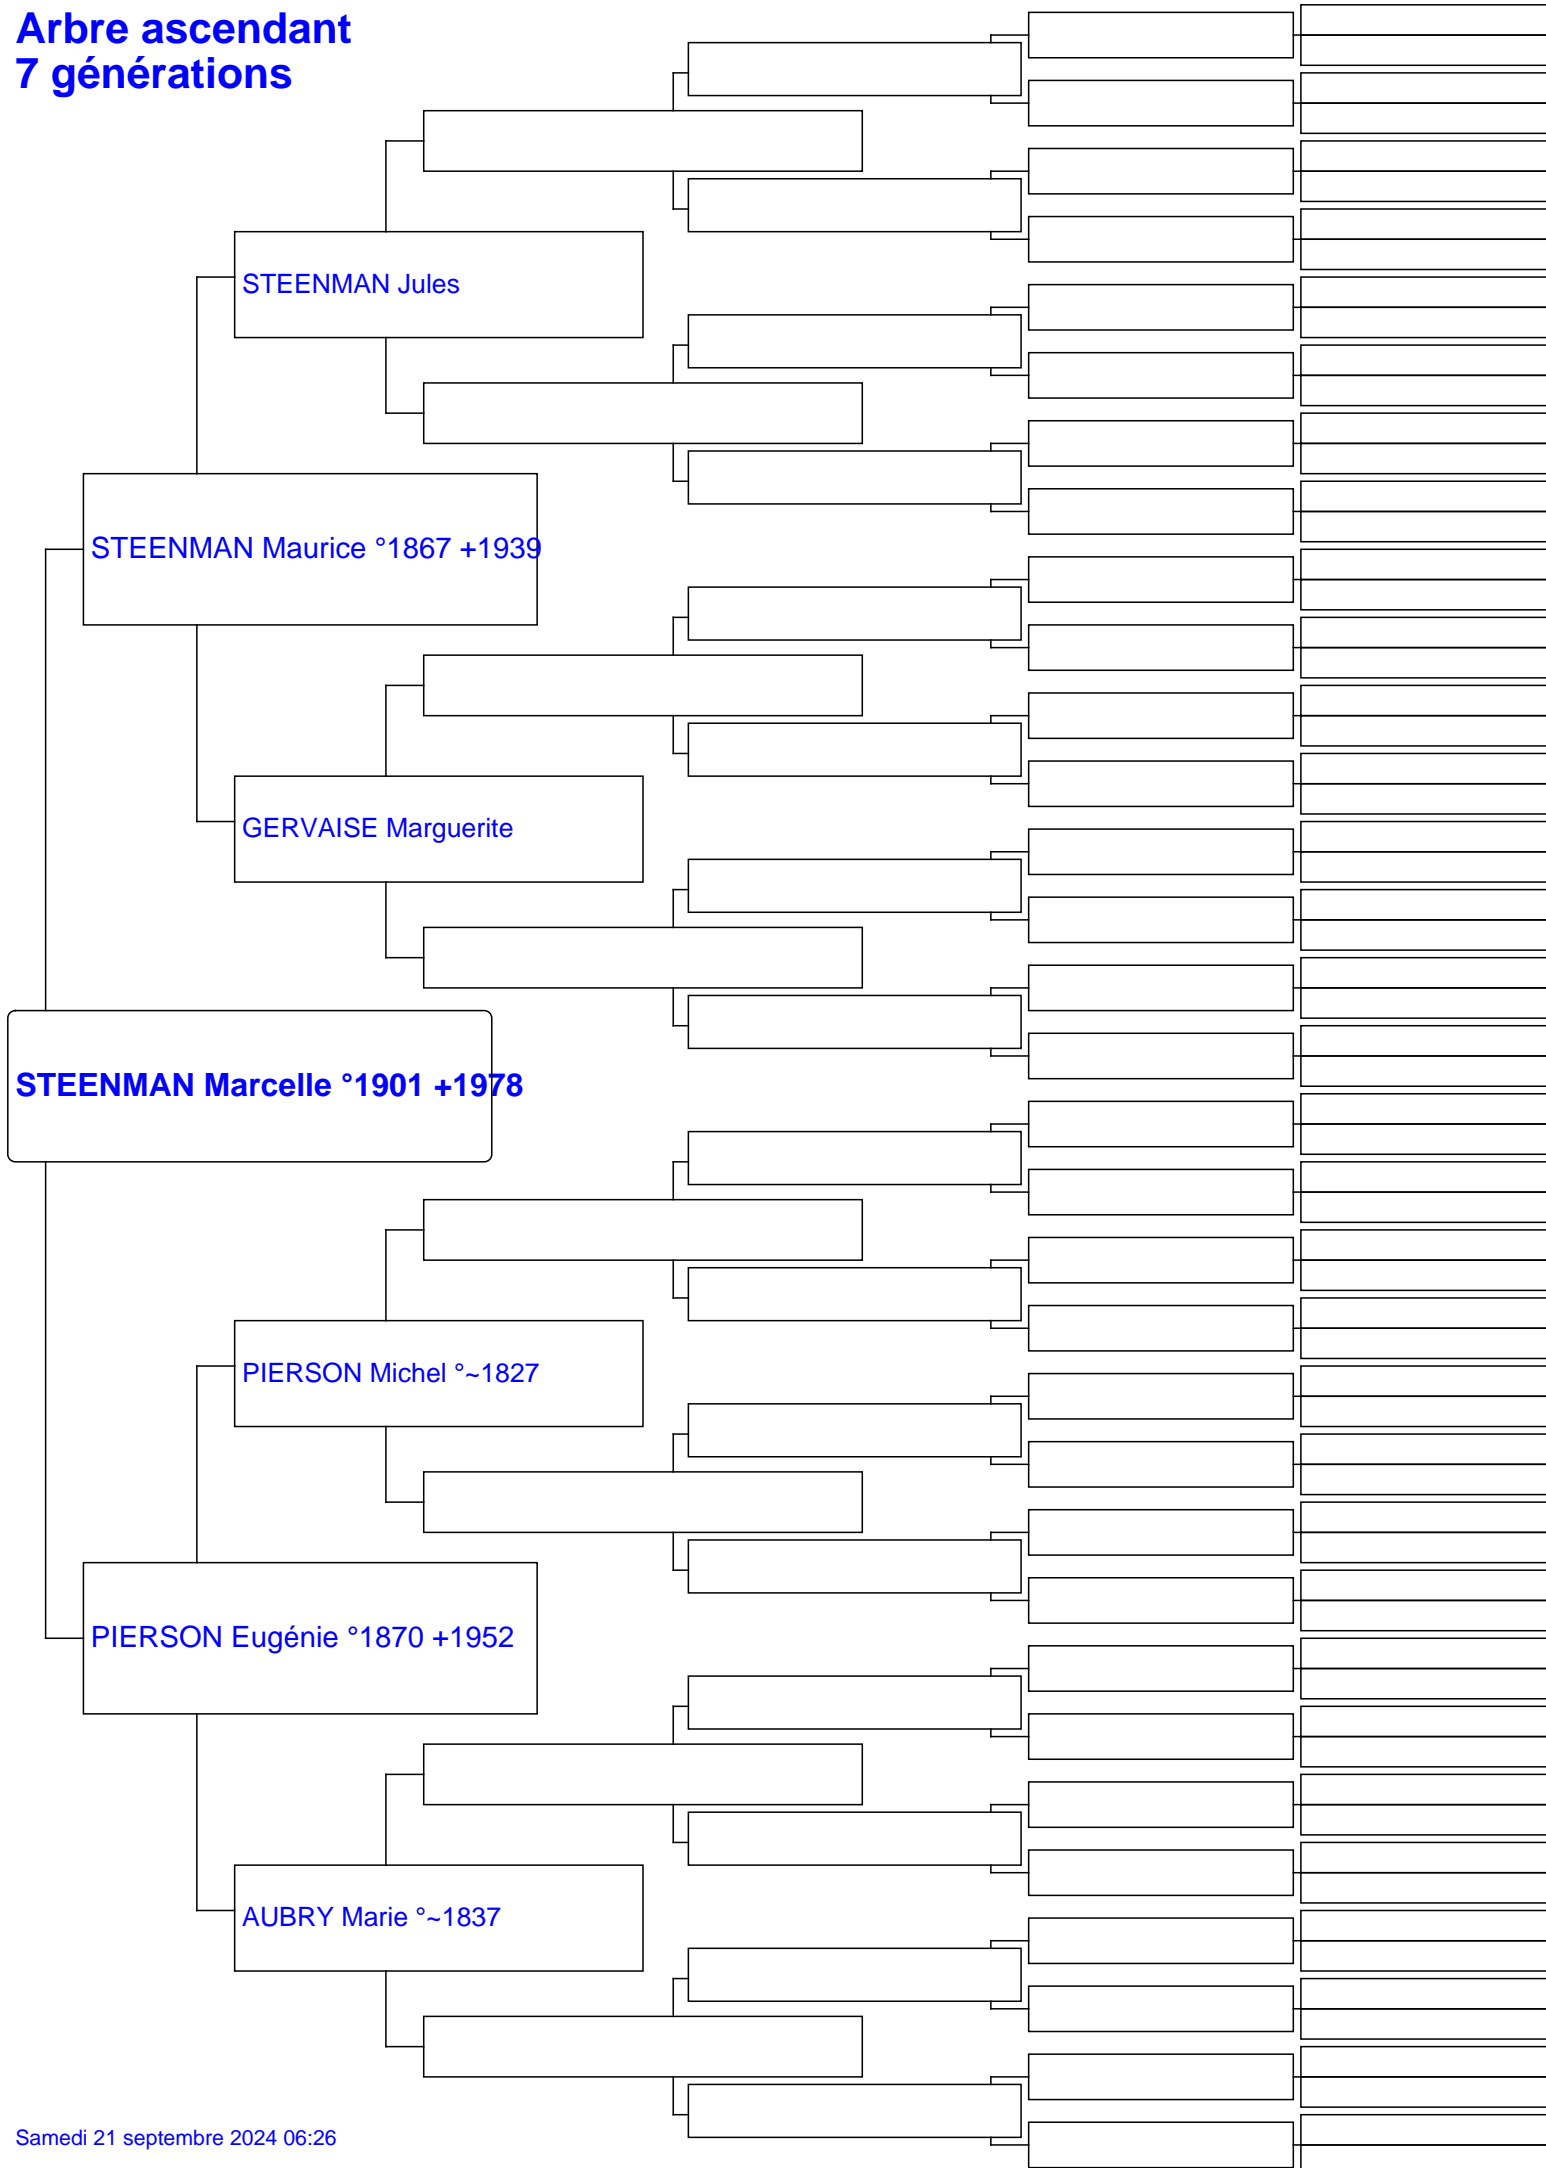 Arbre ascendant
7 générations
STEENMAN Jules
STEENMAN Maurice °1867 +1939
GERVAISE Marguerite
STEENMAN Marcelle °1901 +1978
PIERSON Michel °~1827
PIERSON Eugénie °1870 +1952
AUBRY Marie °~1837
Samedi 21 septembre 2024 06:26